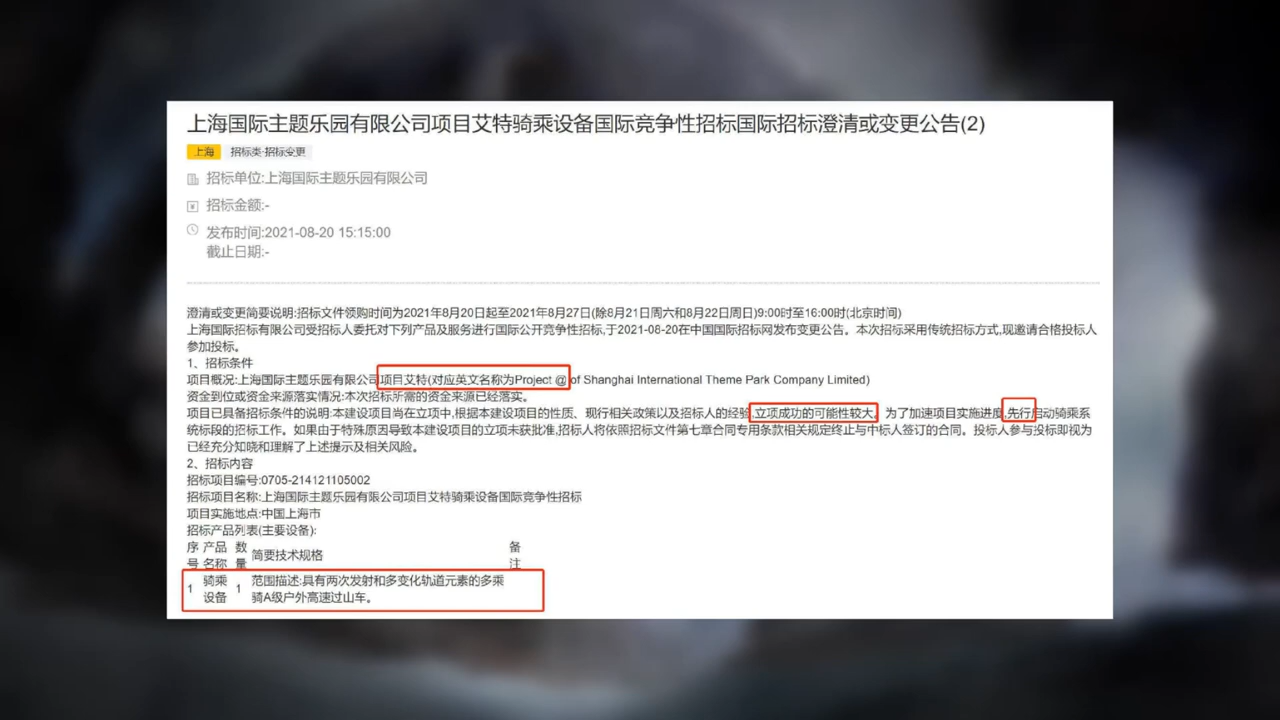 上海国际主题乐园有限公司项目艾特骑乘设备国际竞争性招标国际招标澄清或变更公告(2)
上海 招标类-招标变更
招标单位:上海国际主题乐园有限公司
招标金额:-
发布时间:2021-08-20 15:15:00
截止日期:-
澄清或变更简要说明:招标文件领购时间为2021年8月20日起至2021年8月27日(除8月21日周六和8月22日周日)9:00时至16:00时(北京时间)
上海国际招标有限公司受招标人委托对下列产品及服务进行国际公开竞争性招标,于2021-08-20在中国国际招标网发布变更公告。本次招标采用传统招标方式,现邀请合格投标人
参加投标。
1、招标条件
项目概况:上海国际主题乐园有限公司项目艾特(对应英文名称为Project @ of Shanghai International Theme Park Company Limited)
资金到位或资金来源落实情况:本次招标所需的资金来源已经落实。
项目已具备招标条件的说明:本建设项目尚在立项中,根据本建设项目的性质、现行相关政策以及招标人的经验,立项成功的可能性较大。为了加速项目实施进度,先行启动骑乘系
统标段的招标工作。如果由于特殊原因导致本建设项目的立项未获批准,招标人将依照招标文件第七章合同专用条款相关规定终止与中标人签订的合同。投标人参与投标即视为
已经充分知晓和理解了上述提示及相关风险。
2、招标内容
招标项目编号:0705-214121105002
招标项目名称:上海国际主题乐园有限公司项目艾特骑乘设备国际竞争性招标
项目实施地点:中国上海市
招标产品列表(主要设备):
序 产品 数 简要技术规格 备
号 名称 量 注
1 骑乘 1 范围描述:具有两次发射和多变化轨道元素的多乘
设备 骑A级户外高速过山车。